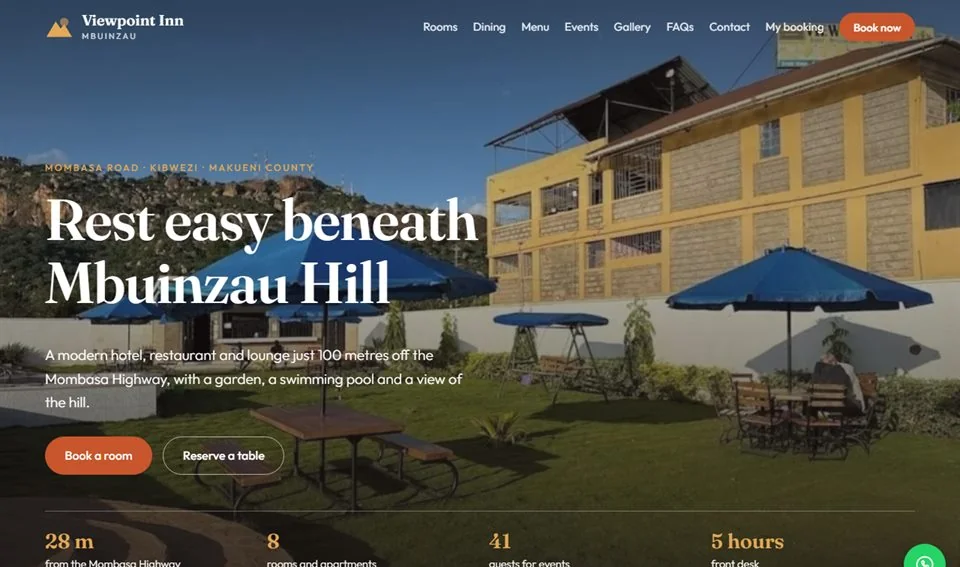 Viewpoint Inn
MBUINZAU
Rooms Dining Menu Events Gallery FAQs Contact My booking Book now
MOMBASA ROAD · KIBWEZI · MAKUENI COUNTY
Rest easy beneath
Mbuinzau Hill
A modern hotel, restaurant and lounge just 100 metres off the
Mombasa Highway, with a garden, a swimming pool and a view of
the hill.
Book a room Reserve a table
28 m 8 41 5 hours
from the Mombasa Highway rooms and apartments guests for events front desk